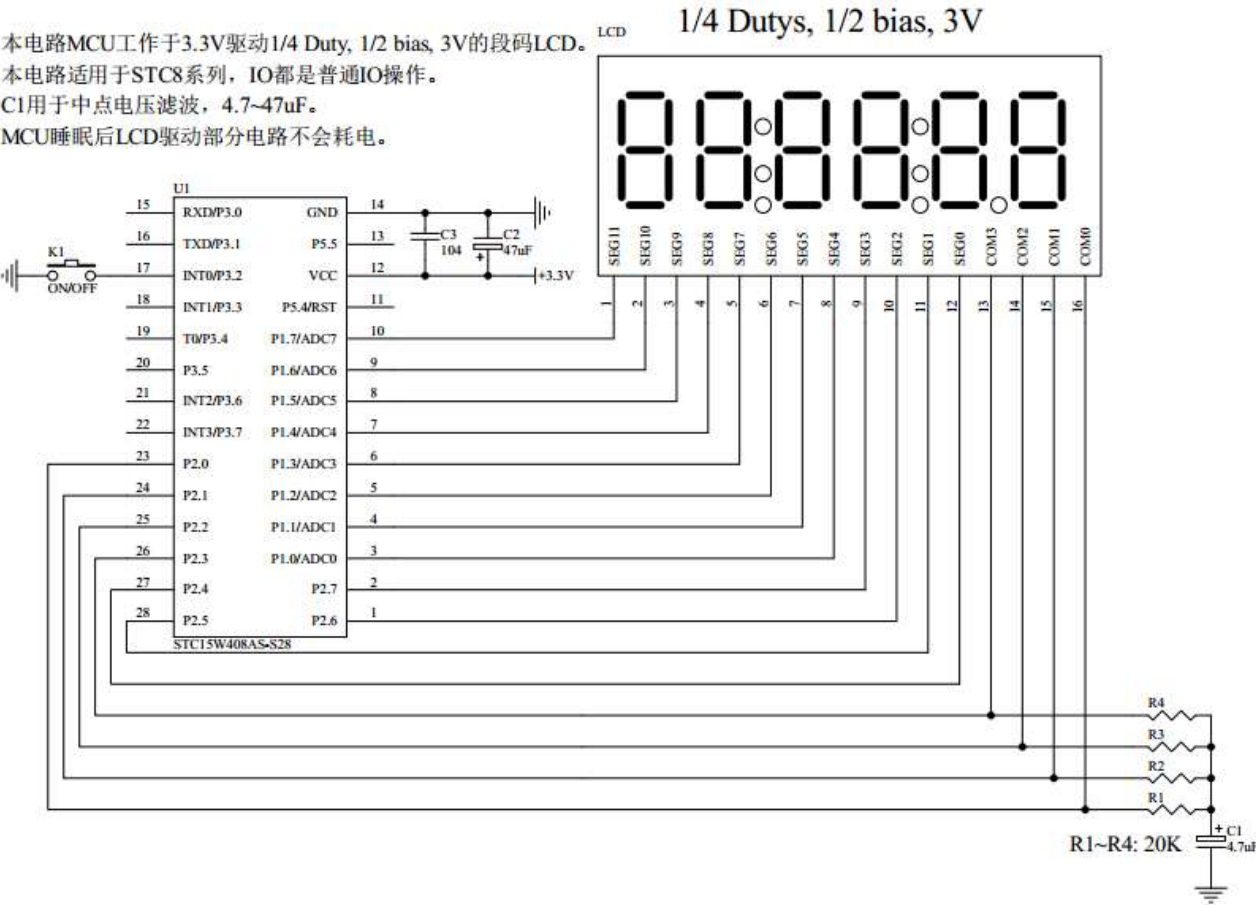 1/4 Dutys, 1/2 bias, 3V
本电路MCU工作于3.3V驱动1/4 Duty, 1/2 bias, 3V的段码LCD。
本电路适用于STC8系列，IO都是普通IO操作。
C1用于中点电压滤波，4.7~47uF。
MCU睡眠后LCD驱动部分电路不会耗电。
LCD
SEG11
SEG10
SEG9
SEG8
SEG7
SEG6
SEG5
SEG4
SEG3
SEG2
SEG1
SEG0
COM3
COM2
COM1
COM0
1
2
3
4
5
6
7
8
9
10
11
12
13
14
15
16
U1
15 RXD/P3.0 GND 14
16 TXD/P3.1 P5.5 13
17 INT0/P3.2 VCC 12
18 INT1/P3.3 P5.4/RST 11
19 T0/P3.4 P1.7/ADC7 10
20 P3.5 P1.6/ADC6 9
21 INT2/P3.6 P1.5/ADC5 8
22 INT3/P3.7 P1.4/ADC4 7
23 P2.0 P1.3/ADC3 6
24 P2.1 P1.2/ADC2 5
25 P2.2 P1.1/ADC1 4
26 P2.3 P1.0/ADC0 3
27 P2.4 P2.7 2
28 P2.5 P2.6 1
STC15W408AS-S28
K1
ON/OFF
C3
104
C2
+
47uF
+3.3V
R4
R3
R2
R1
R1~R4: 20K
+ C1
4.7uF